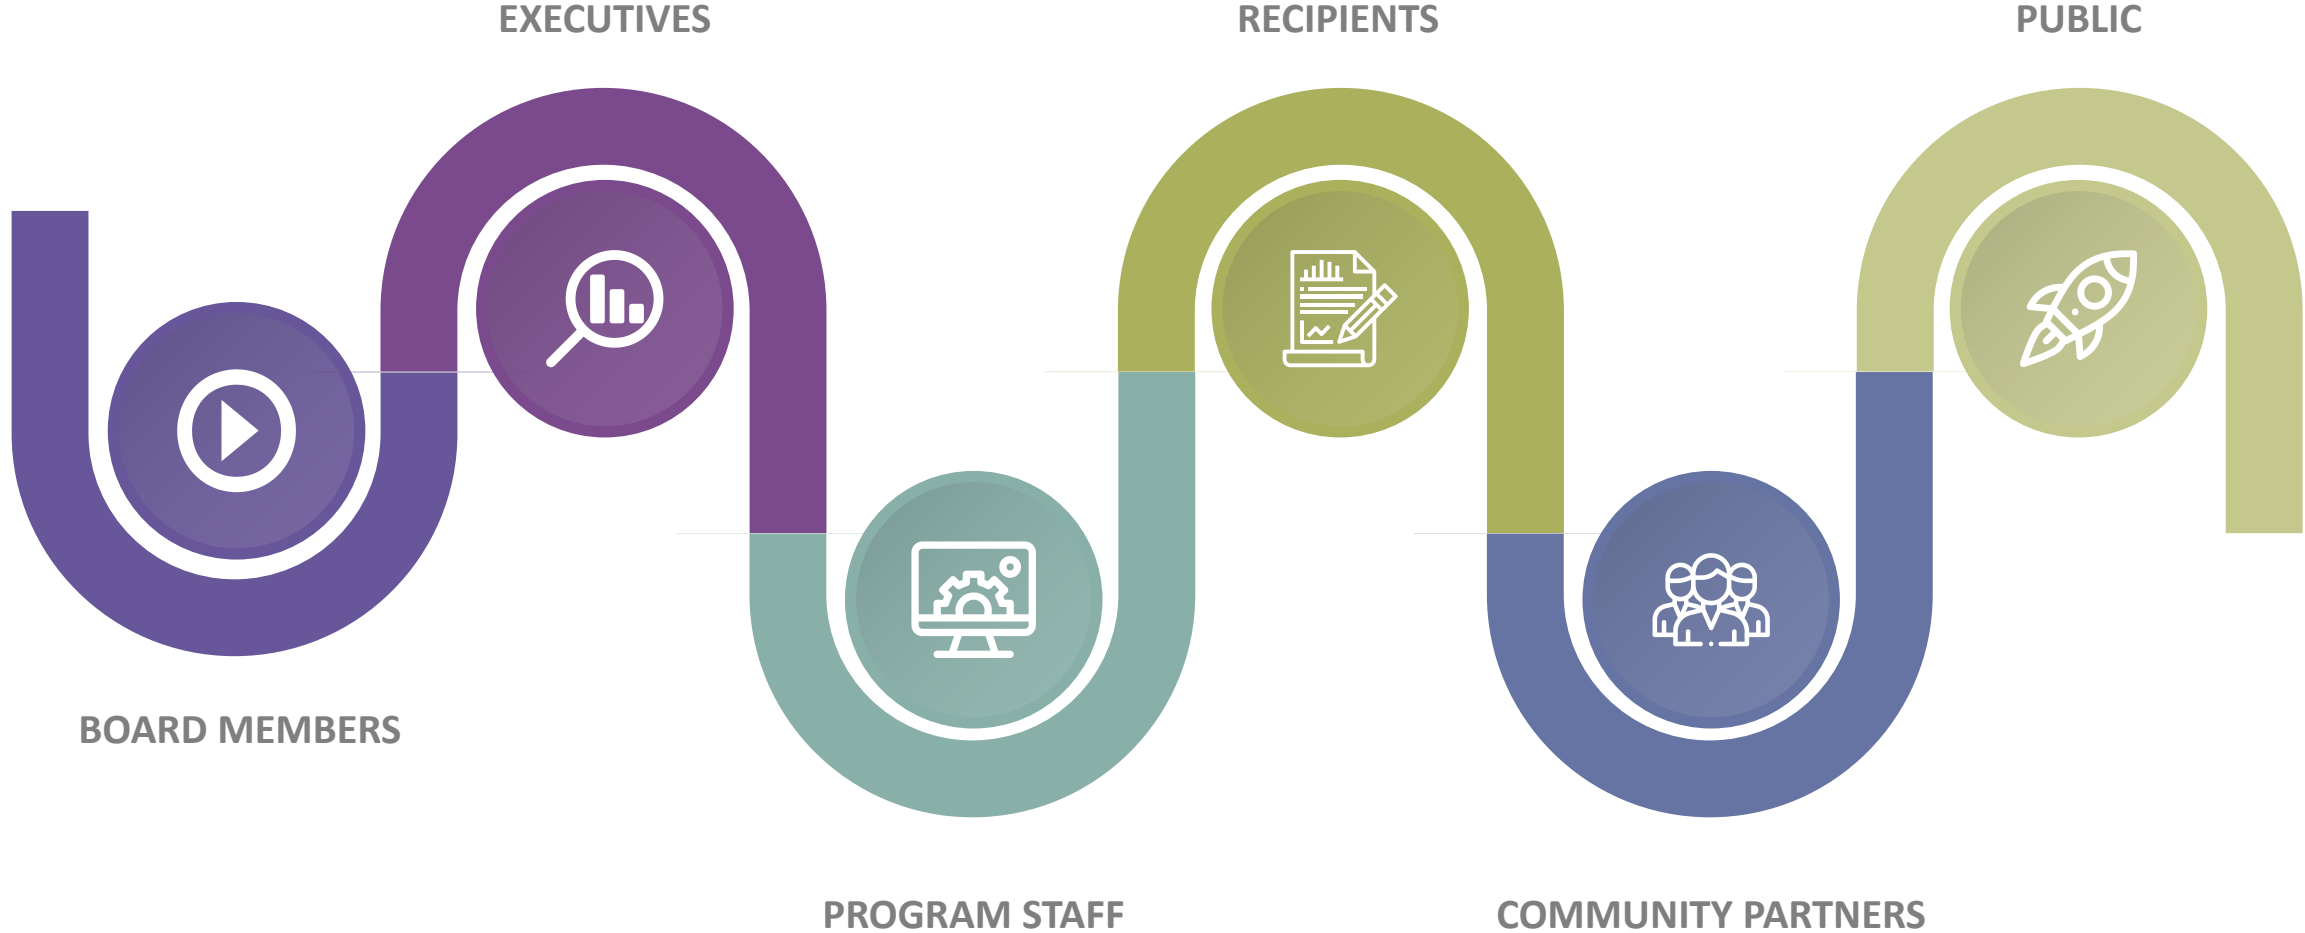 EXECUTIVES
RECIPIENTS
PUBLIC
BOARD MEMBERS
PROGRAM STAFF
COMMUNITY PARTNERS